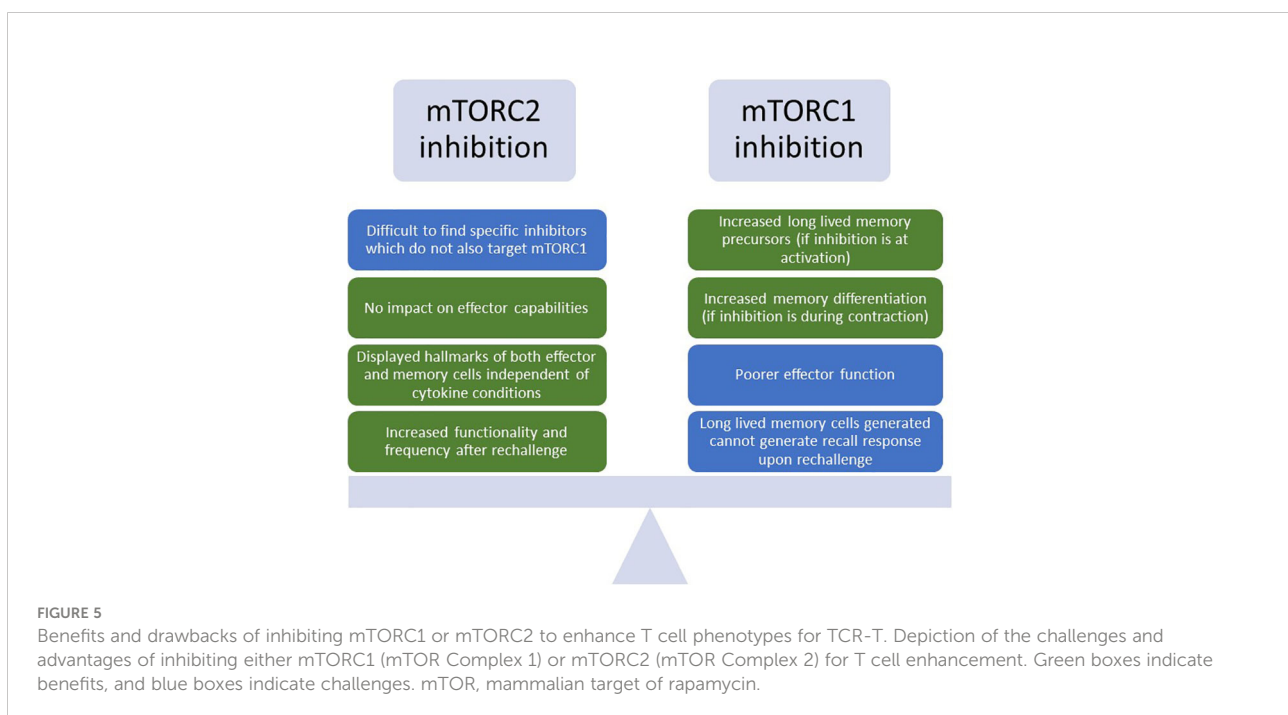 mTORC2
inhibition
mTORC1
inhibition
Difficult to find specific inhibitors
which do not also target mTORC1
No impact on effector capabilities
Displayed hallmarks of both effector
and memory cells independent of
cytokine conditions
Increased functionality and
frequency after rechallenge
Increased long lived memory
precursors (if inhibition is at
activation)
Increased memory differentiation
(if inhibition is during contraction)
Poorer effector function
Long lived memory cells generated
cannot generate recall response
upon rechallenge
FIGURE 5
Benefits and drawbacks of inhibiting mTORC1 or mTORC2 to enhance T cell phenotypes for TCR-T. Depiction of the challenges and
advantages of inhibiting either mTORC1 (mTOR Complex 1) or mTORC2 (mTOR Complex 2) for T cell enhancement. Green boxes indicate
benefits, and blue boxes indicate challenges. mTOR, mammalian target of rapamycin.